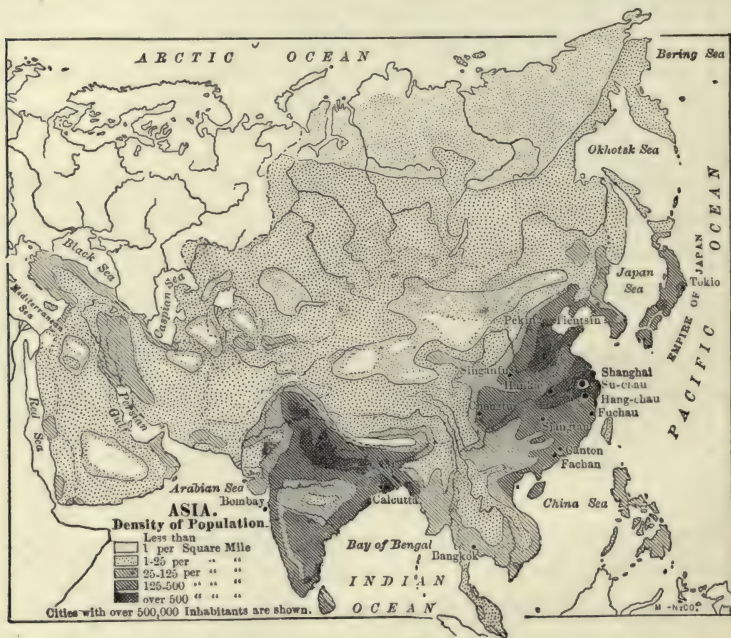 ARCTIC OCEAN
Bering Sea
Okhotsk Sea
PACIFIC OCEAN
Black Sea
Caspian Sea
Mediterranean Sea
Japan Sea
EMPIRE OF JAPAN
Tokio
Pekin Tientsin
Singanfu
Shanghai
Su-chau
Hang-chau
Fuchau
Siangtan
Canton
Fachan
Persian Gulf
Red Sea
Arabian Sea
Bombay
Calcutta
China Sea
Bay of Bengal
Bangkok
INDIAN
OCEAN
ASIA.
Density of Population.
Less than
1 per Square Mile
1-25 per " "
25-125 per " "
125-500 " " "
over 500 " " "
Cities with over 500,000 Inhabitants are shown.